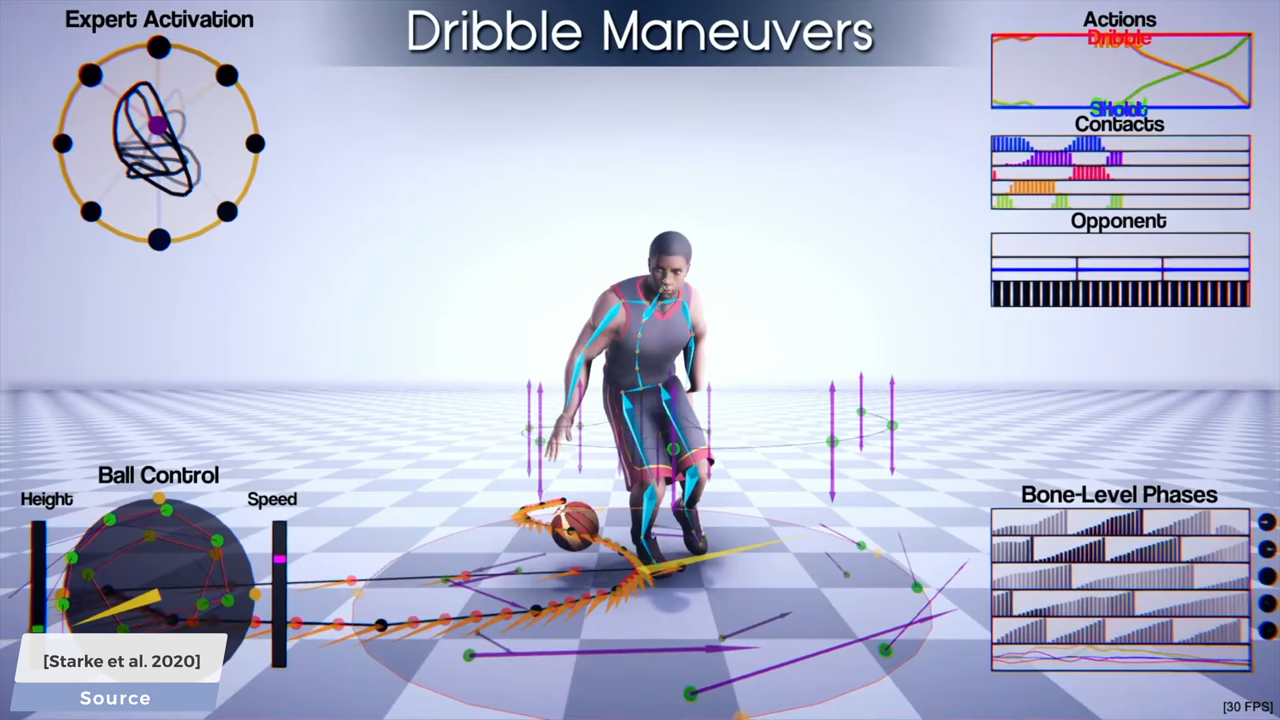 Expert Activation
Dribble Maneuvers
Actions
Dribble
Contacts
Opponent
Ball Control
Height
Speed
Bone-Level Phases
[Starke et al. 2020]
Source
[30 FPS]